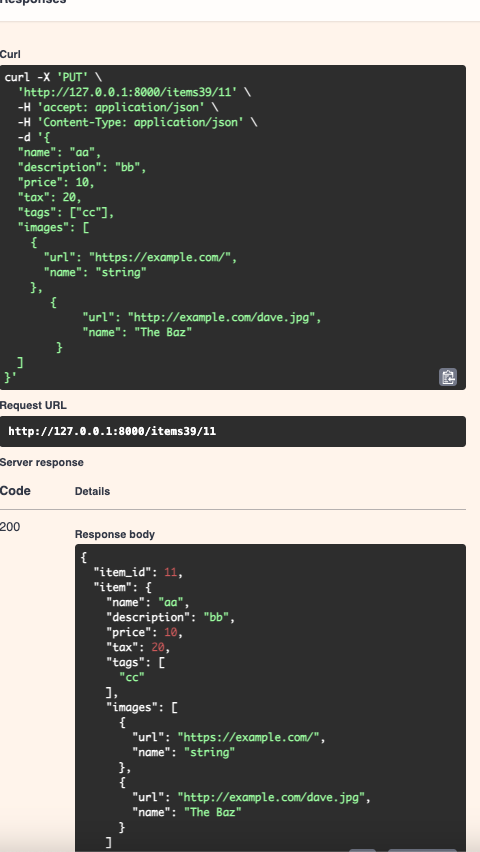 Responses
Curl
curl -X 'PUT' \
  'http://127.0.0.1:8000/items39/11' \
  -H 'accept: application/json' \
  -H 'Content-Type: application/json' \
  -d '{
  "name": "aa",
  "description": "bb",
  "price": 10,
  "tax": 20,
  "tags": ["cc"],
  "images": [
    {
      "url": "https://example.com/",
      "name": "string"
    },
       {
            "url": "http://example.com/dave.jpg",
            "name": "The Baz"
        }
  ]
}'
Request URL
http://127.0.0.1:8000/items39/11
Server response
Code Details
200
Response body
{
  "item_id": 11,
  "item": {
    "name": "aa",
    "description": "bb",
    "price": 10,
    "tax": 20,
    "tags": [
      "cc"
    ],
    "images": [
      {
        "url": "https://example.com/",
        "name": "string"
      },
      {
        "url": "http://example.com/dave.jpg",
        "name": "The Baz"
      }
    ]